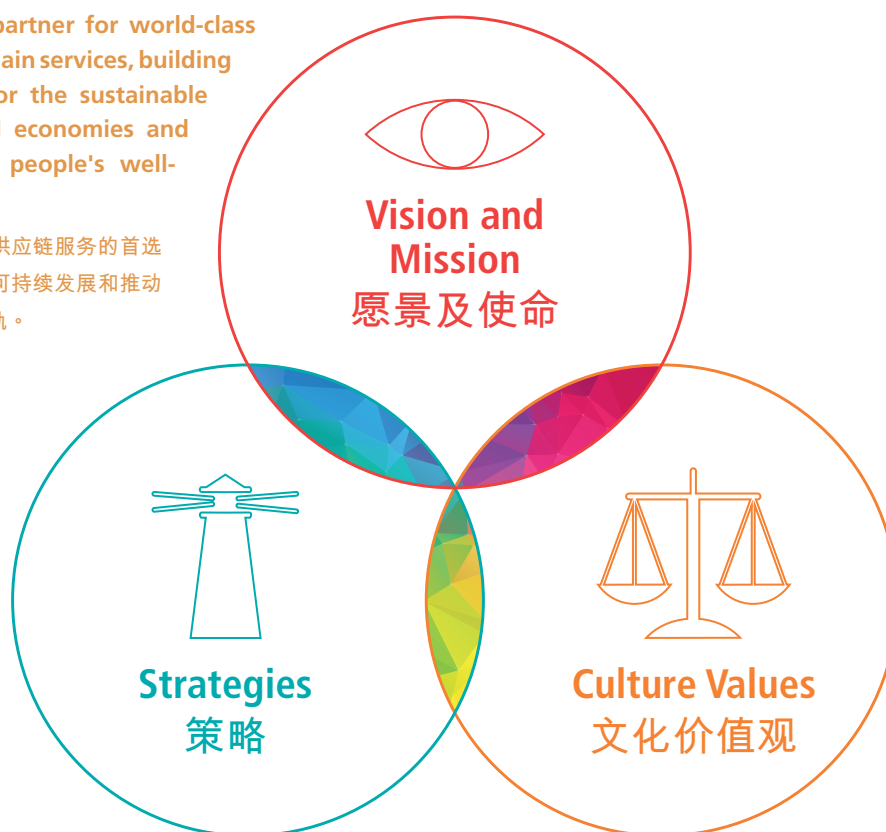 partner for world-class
ain services, building
or the sustainable
economies and
people's well-
供应链服务的首选
可持续发展和推动
Vision and
Mission
愿景及使命
Strategies
策略
Culture Values
文化价值观